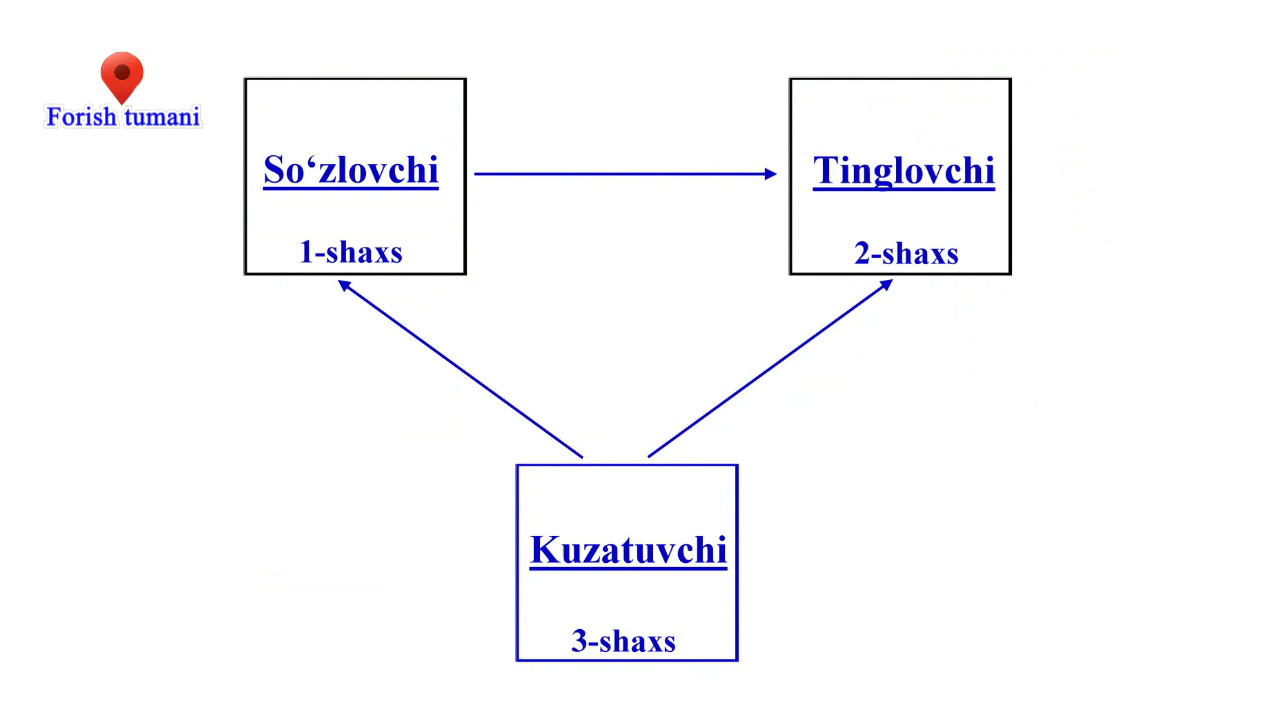 Forish tumani
So‘zlovchi
1-shaxs
Tinglovchi
2-shaxs
Kuzatuvchi
3-shaxs